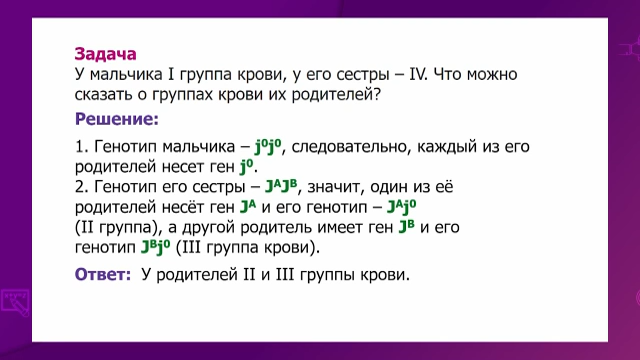 Задача
У мальчика I группа крови, у его сестры – IV. Что можно
сказать о группах крови их родителей?
Решение:
1. Генотип мальчика – j⁰j⁰, следовательно, каждый из его
родителей несет ген j⁰.
2. Генотип его сестры – JᴬJᴮ, значит, один из её
родителей несёт ген Jᴬ и его генотип – Jᴬj⁰
(II группа), а другой родитель имеет ген Jᴮ и его
генотип Jᴮj⁰ (III группа крови).
Ответ: У родителей II и III группы крови.